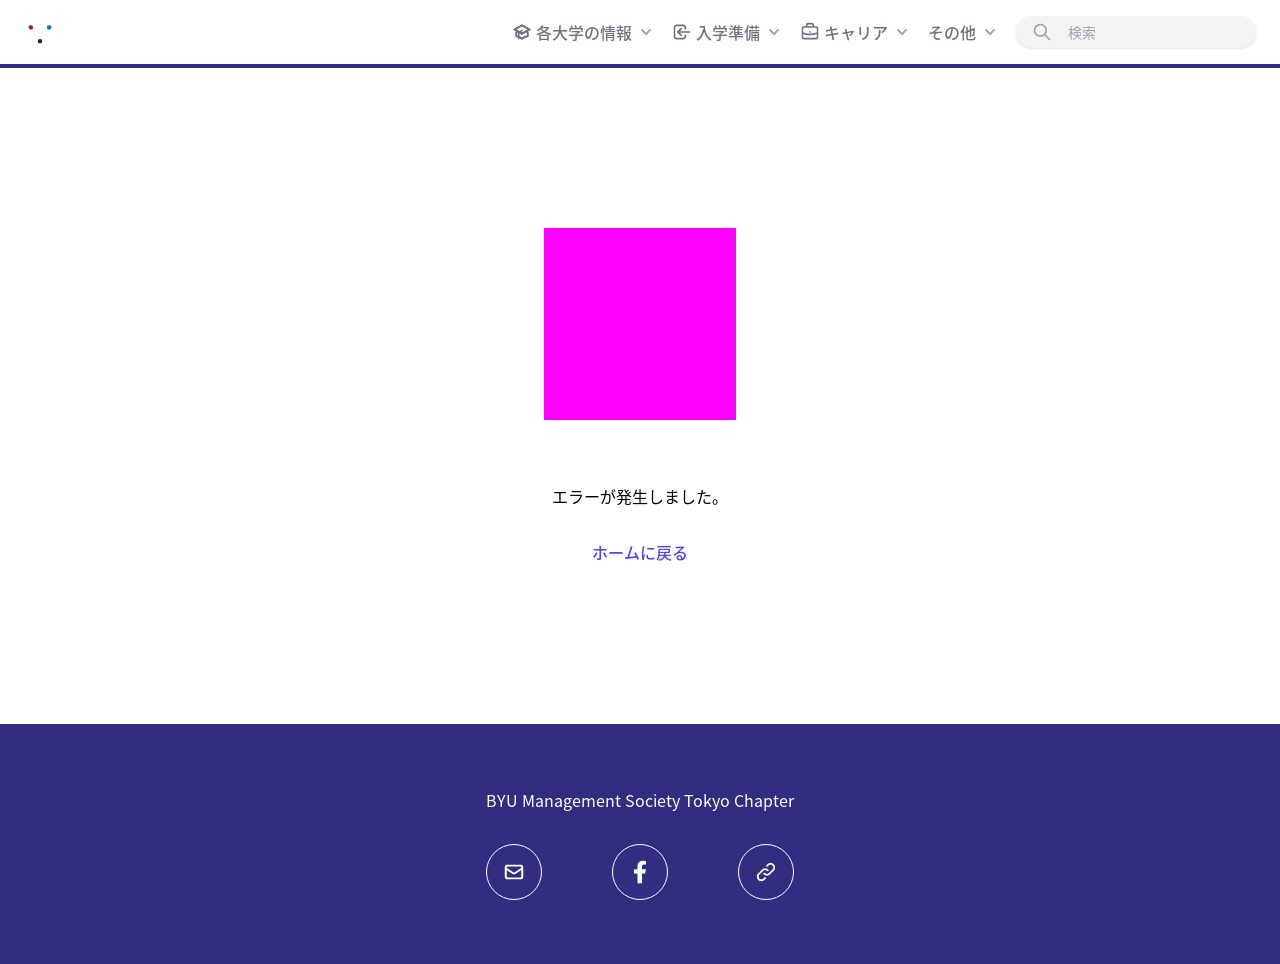 各大学の情報
入学準備
キャリア
その他
検索
エラーが発生しました。
ホームに戻る
BYU Management Society Tokyo Chapter